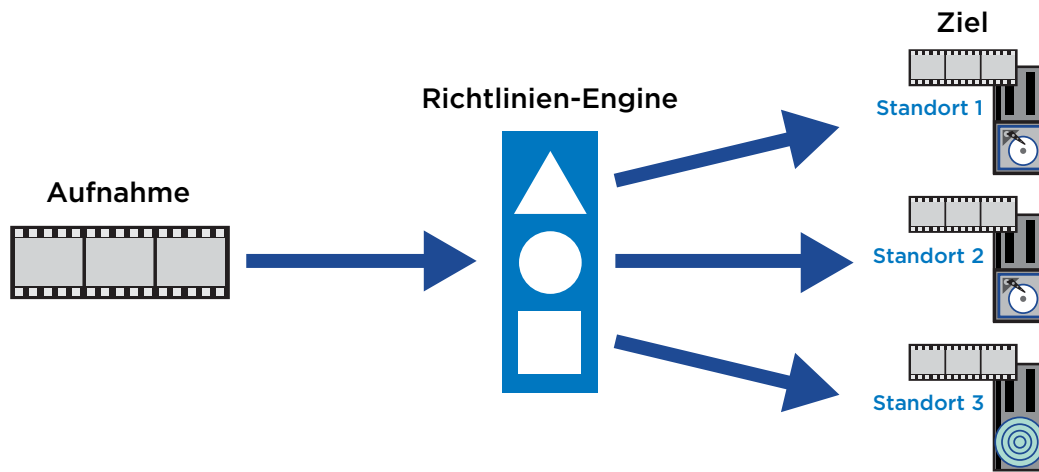 Ziel
Richtlinien-Engine
Standort 1
Aufnahme
Standort 2
Standort 3